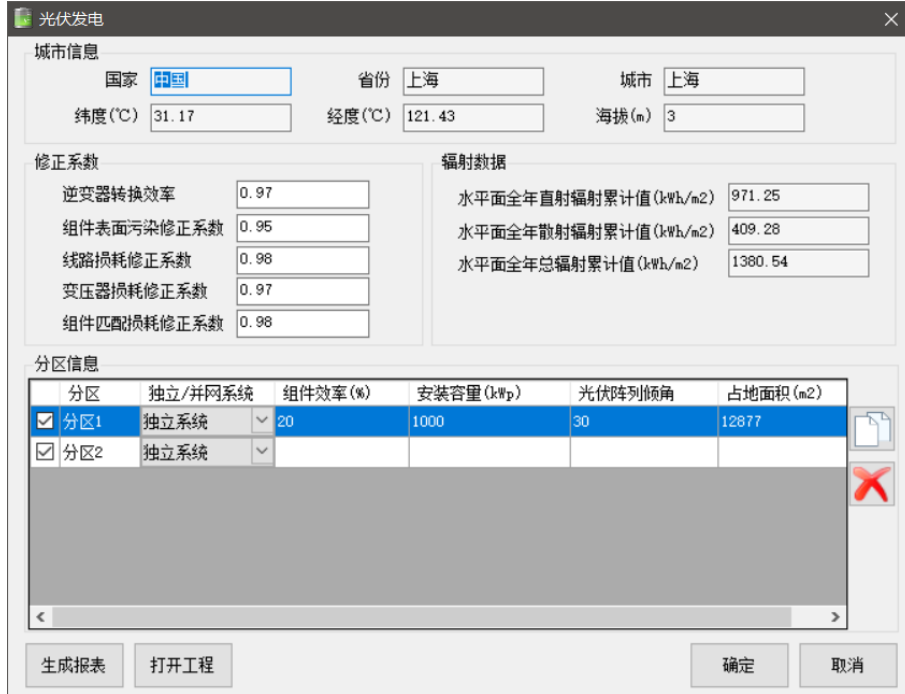 光伏发电
城市信息
国家 中国 省份 上海 城市 上海
纬度(℃) 31.17 经度(℃) 121.43 海拔(m) 3
修正系数
逆变器转换效率 0.97
组件表面污染修正系数 0.95
线路损耗修正系数 0.98
变压器损耗修正系数 0.97
组件匹配损耗修正系数 0.98
辐射数据
水平面全年直射辐射累计值(kWh/m2) 971.25
水平面全年散射辐射累计值(kWh/m2) 409.28
水平面全年总辐射累计值(kWh/m2) 1380.54
分区信息
分区 独立/并网系统 组件效率(%) 安装容量(kWp) 光伏阵列倾角 占地面积(m2)
分区1 独立系统 20 1000 30 12877
分区2 独立系统
生成报表 打开工程 确定 取消